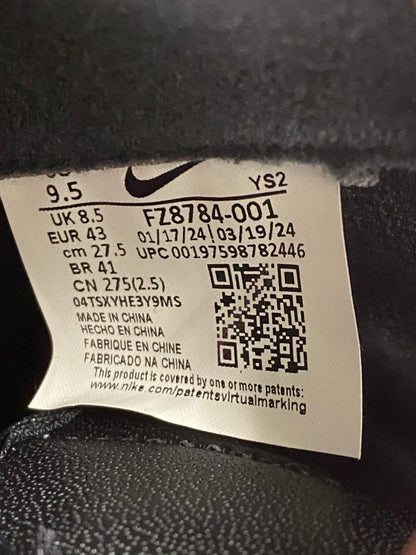 9.5 YS2
UK 8.5 FZ8784-001
EUR 43 01/17/24 03/19/24
cm 27.5 UPC 00197598782446
BR 41
CN 275(2.5)
04TSXYHE3Y9MS
MADE IN CHINA
HECHO EN CHINA
FABRIQUE EN CHINE
FABRICADO NA CHINA
This product is covered by one or more patents:
www.nike.com/patentsvirtualmarking